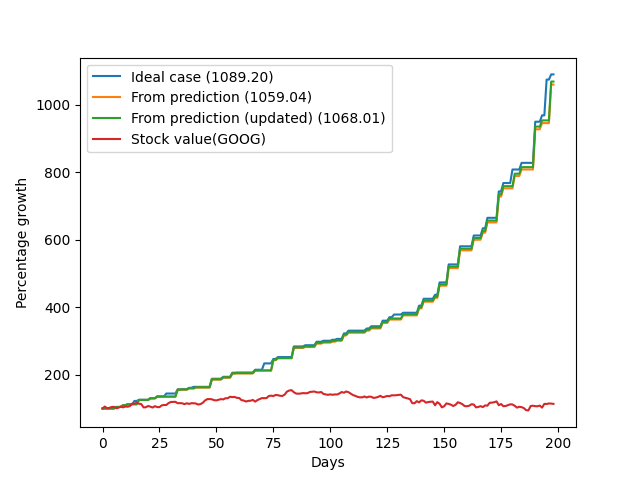 Ideal case (1089.20)
From prediction (1059.04)
From prediction (updated) (1068.01)
Stock value(GOOG)
Percentage growth
1000
800
600
400
200
0 25 50 75 100 125 150 175 200
Days